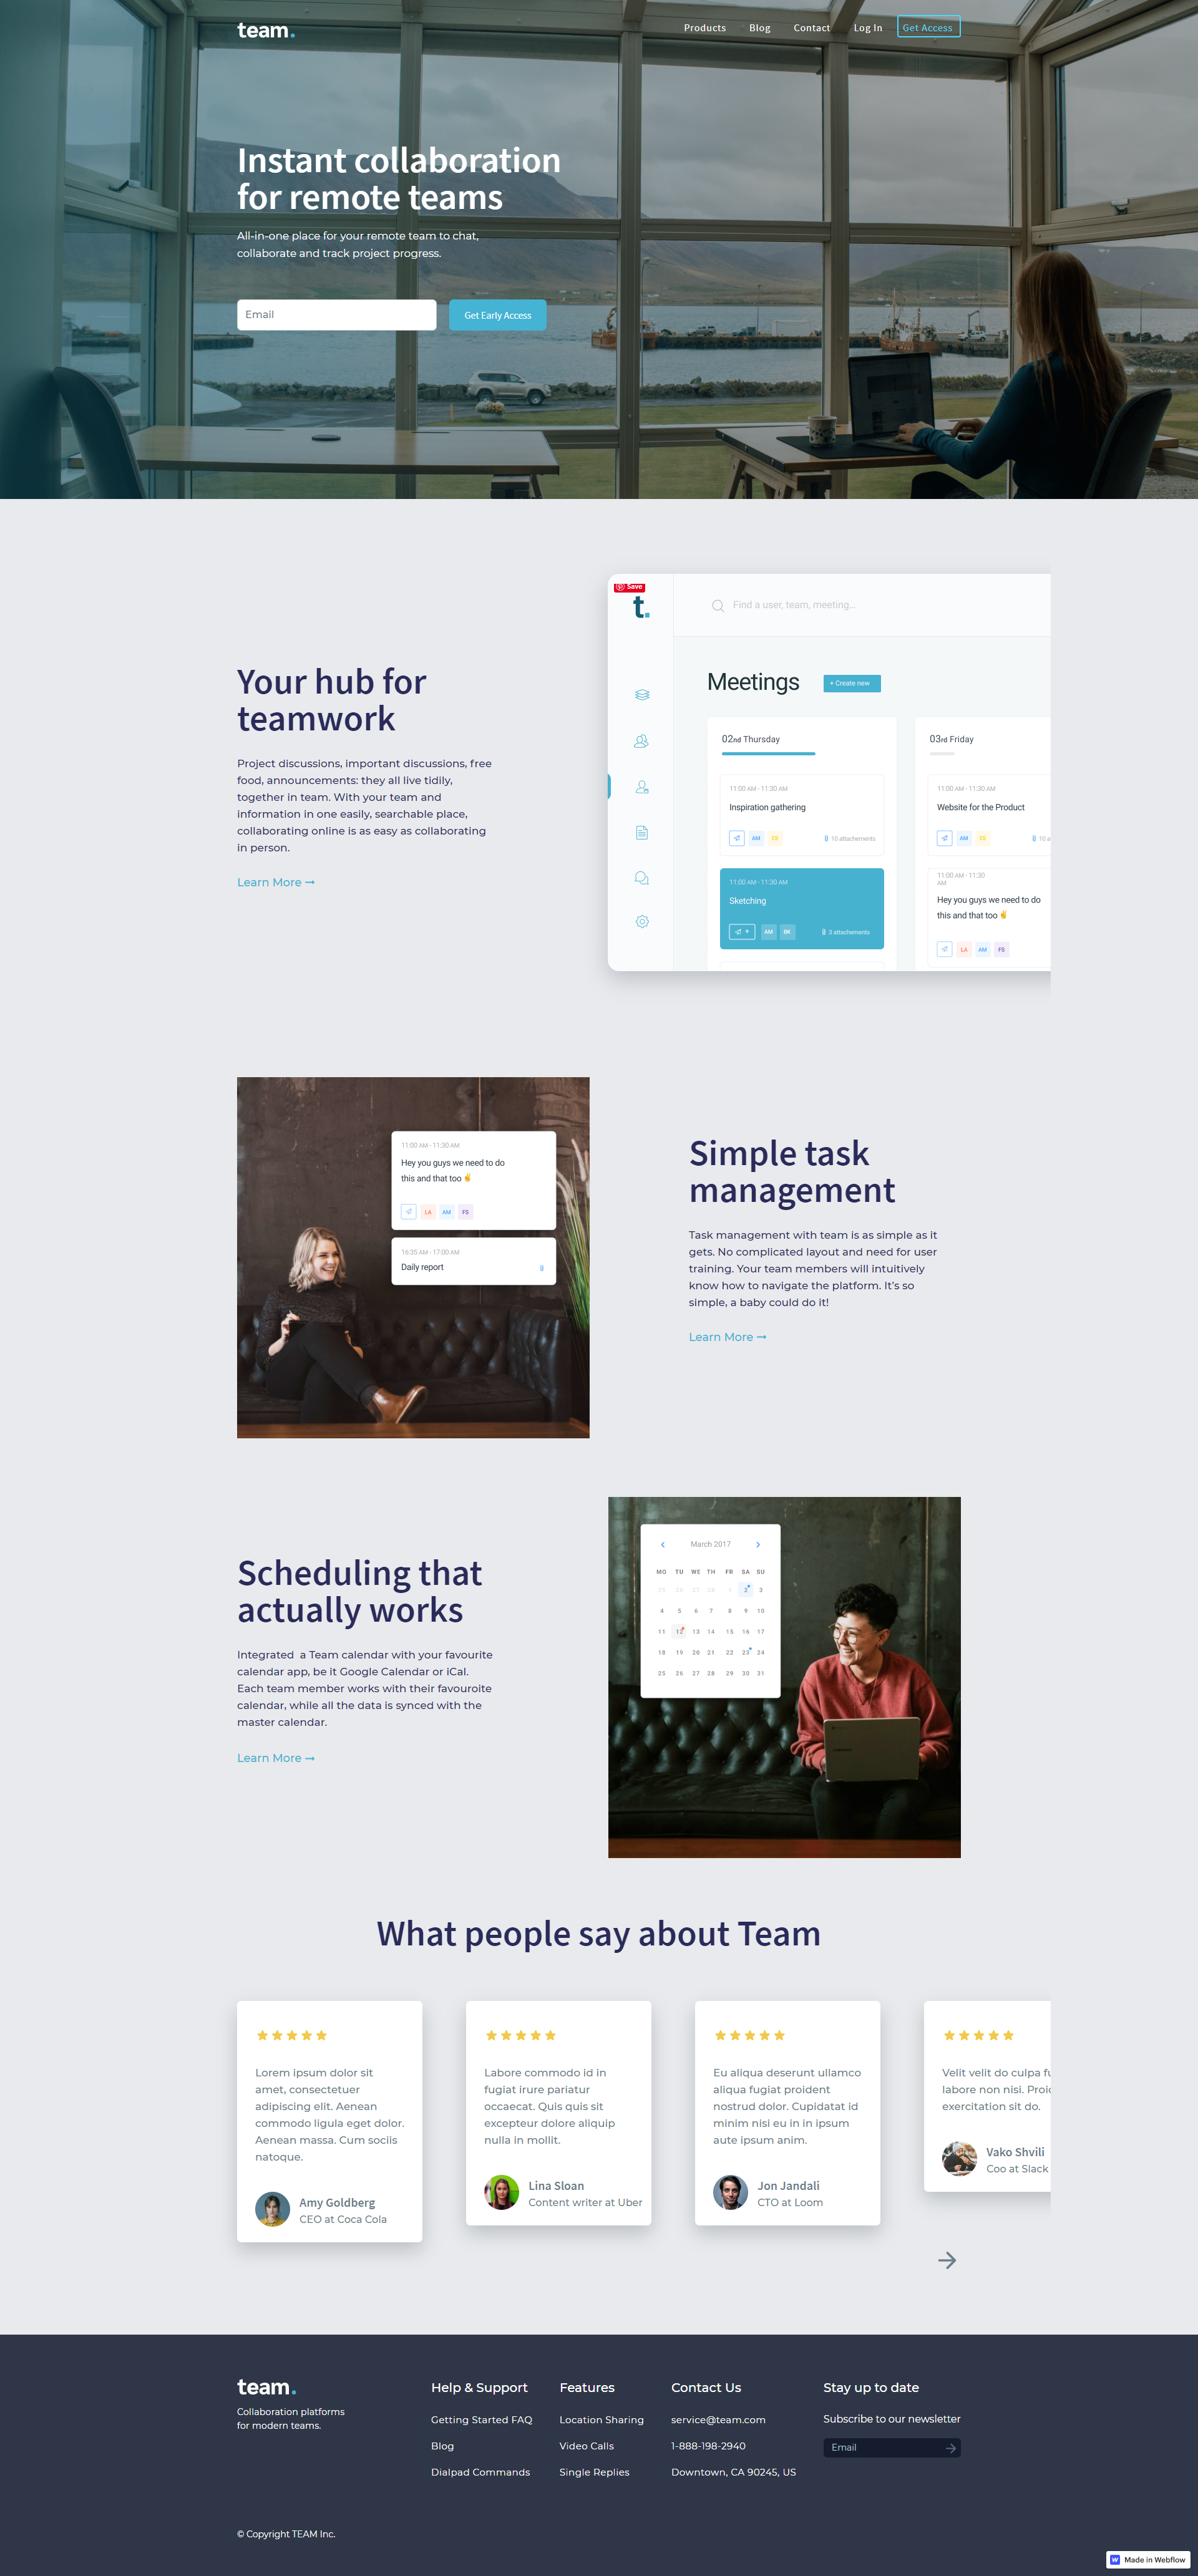 team.
Products Blog Contact Log In Get Access
Instant collaboration
for remote teams
All-in-one place for your remote team to chat,
collaborate and track project progress.
Email
Get Early Access
Your hub for
teamwork
Project discussions, important discussions, free
food, announcements: they all live tidily,
together in team. With your team and
information in one easily, searchable place,
collaborating online is as easy as collaborating
in person.
Learn More →
Save
t.
Find a user, team, meeting...
Meetings
+ Create new
02nd Thursday
11:00 AM - 11:30 AM
Inspiration gathering
AM ES 10 attachements
11:00 AM - 11:30 AM
Sketching
+ AM BK 3 attachements
03rd Friday
11:00 AM - 11:30 AM
Website for the Product
AM ES 10 a
11:00 AM - 11:30
AM
Hey you guys we need to do
this and that too ✌
LA AM FS
11:00 AM - 11:30 AM
Hey you guys we need to do
this and that too ✌
LA AM FS
16:35 AM - 17:00 AM
Daily report
Simple task
management
Task management with team is as simple as it
gets. No complicated layout and need for user
training. Your team members will intuitively
know how to navigate the platform. It's so
simple, a baby could do it!
Learn More →
Scheduling that
actually works
Integrated  a Team calendar with your favourite
calendar app, be it Google Calendar or iCal.
Each team member works with their favouroite
calendar, while all the data is synced with the
master calendar.
Learn More →
March 2017
MO TU WE TH FR SA SU
25 26 27 28 1 2 3
4 5 6 7 8 9 10
11 12 13 14 15 16 17
18 19 20 21 22 23 24
25 26 27 28 29 30 31
What people say about Team
Lorem ipsum dolor sit
amet, consectetuer
adipiscing elit. Aenean
commodo ligula eget dolor.
Aenean massa. Cum sociis
natoque.
Amy Goldberg
CEO at Coca Cola
Labore commodo id in
fugiat irure pariatur
occaecat. Quis quis sit
excepteur dolore aliquip
nulla in mollit.
Lina Sloan
Content writer at Uber
Eu aliqua deserunt ullamco
aliqua fugiat proident
nostrud dolor. Cupidatat id
minim nisi eu in in ipsum
aute ipsum anim.
Jon Jandali
CTO at Loom
Velit velit do culpa fu
labore non nisi. Proid
exercitation sit do.
Vako Shvili
Coo at Slack
team.
Collaboration platforms
for modern teams.
Help & Support
Getting Started FAQ
Blog
Dialpad Commands
Features
Location Sharing
Video Calls
Single Replies
Contact Us
service@team.com
1-888-198-2940
Downtown, CA 90245, US
Stay up to date
Subscribe to our newsletter
Email
© Copyright TEAM Inc.
Made in Webflow